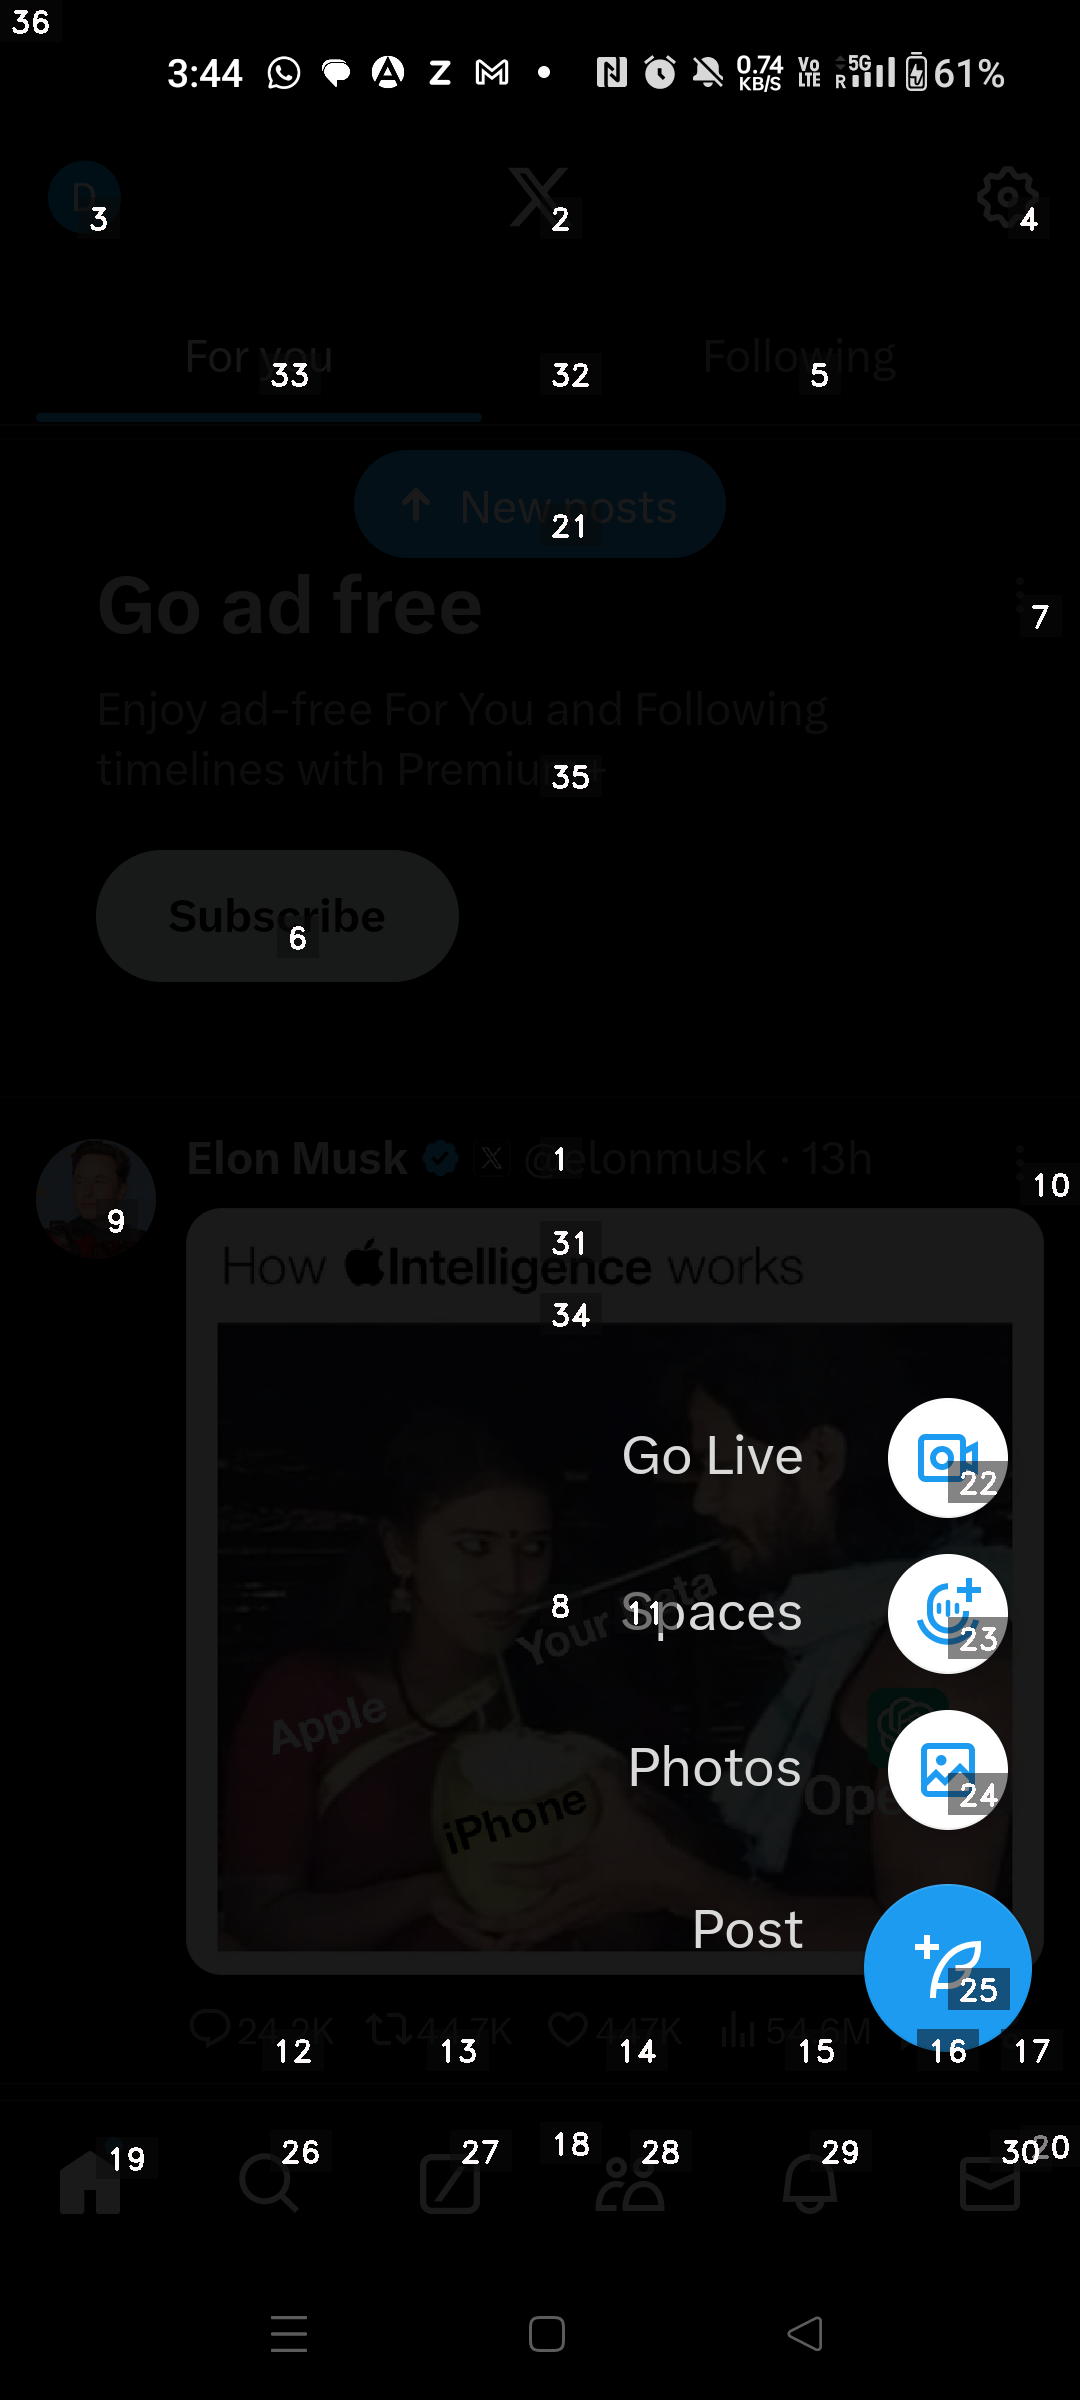 36
3:44 Z 0.74 KB/S Vo LTE R 5G 61%
D
3
2
4
For you
Following
33
32
5
New posts
21
Go ad free
7
Enjoy ad-free For You and Following
timelines with Premium+
35
Subscribe
6
Elon Musk @elonmusk · 13h
1
10
9
How Intelligence works
31
34
Go Live
22
Your Data
8
11
Spaces
23
Apple
Photos
24
iPhone
Ope
Post
25
24.2K 44.7K 447K 54.6M
12 13 14 15 16 17
19 26 27 18 28 29 30 20